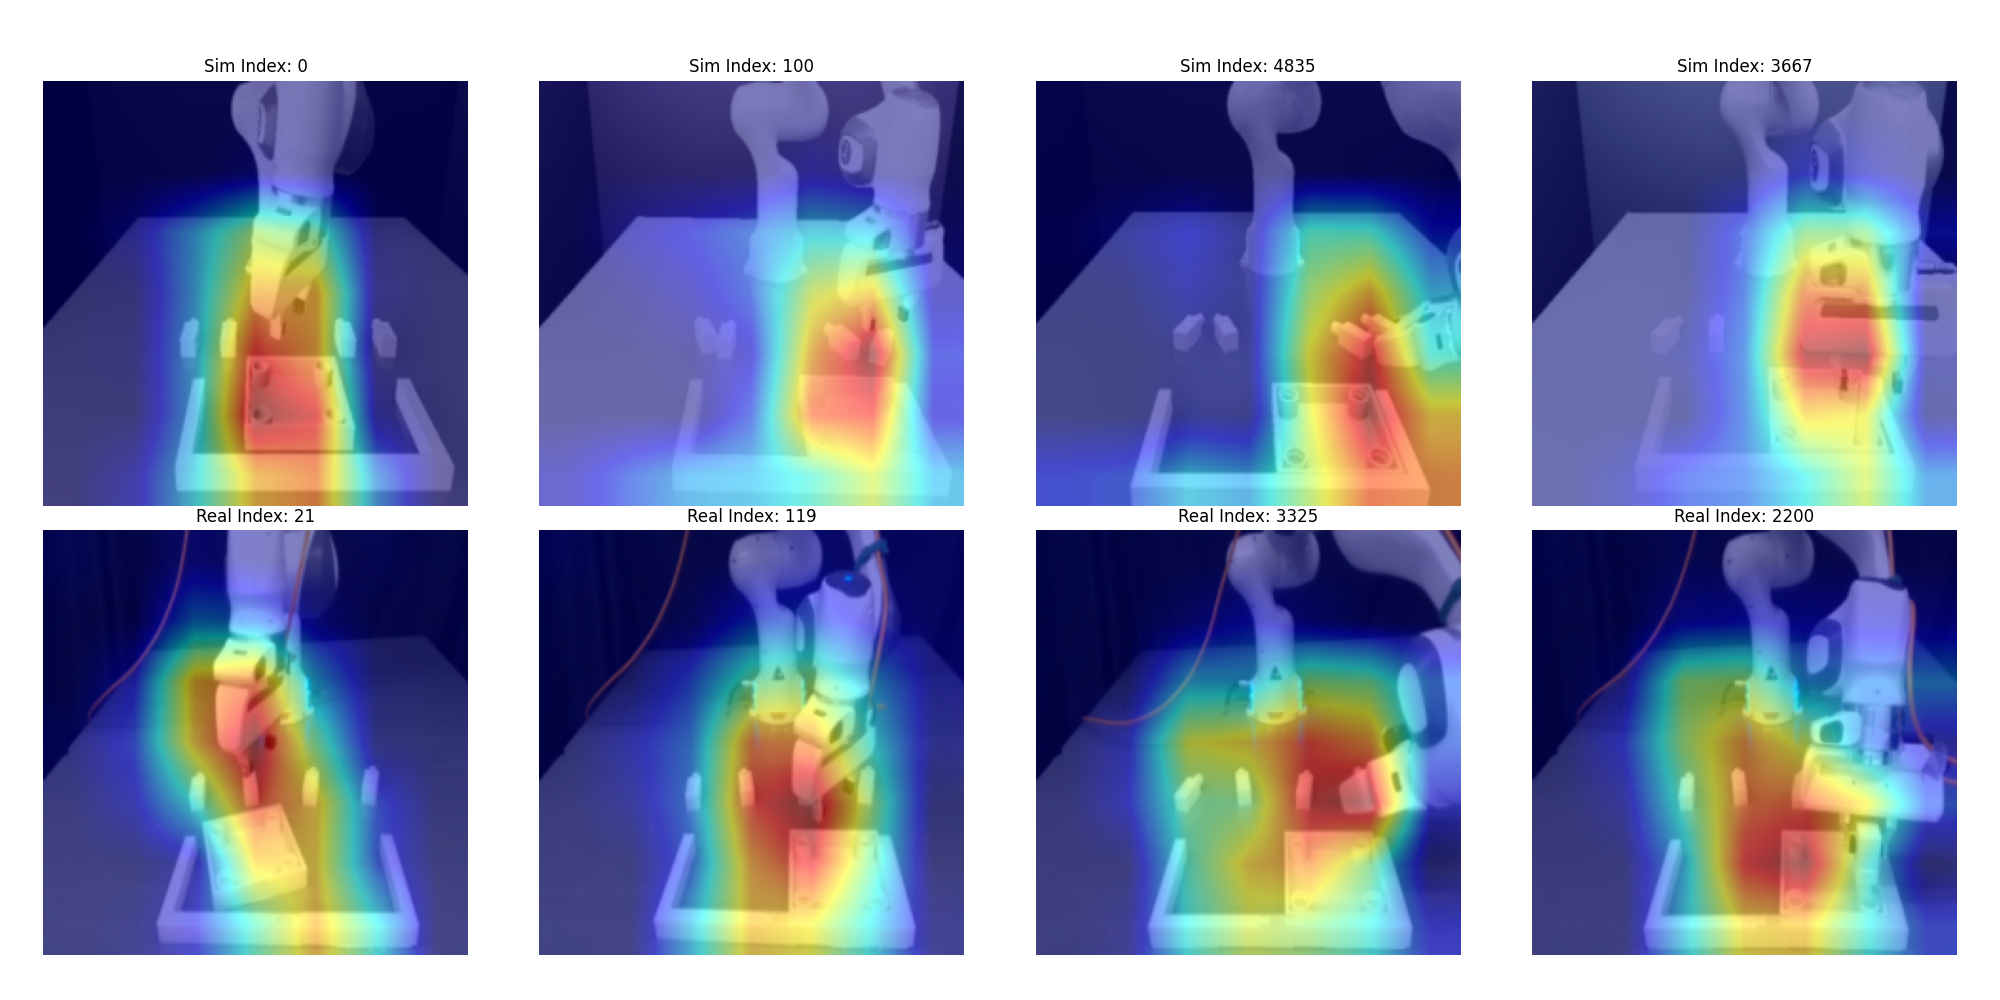 Sim Index: 0
Sim Index: 100
Sim Index: 4835
Sim Index: 3667
Real Index: 21
Real Index: 119
Real Index: 3325
Real Index: 2200